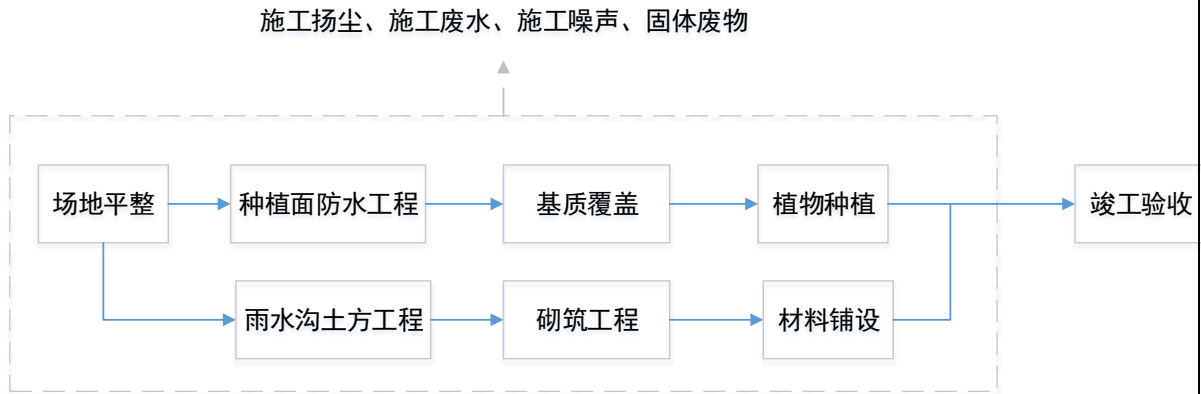 施工扬尘、施工废水、施工噪声、固体废物
场地平整
种植面防水工程
基质覆盖
植物种植
竣工验收
雨水沟土方工程
砌筑工程
材料铺设